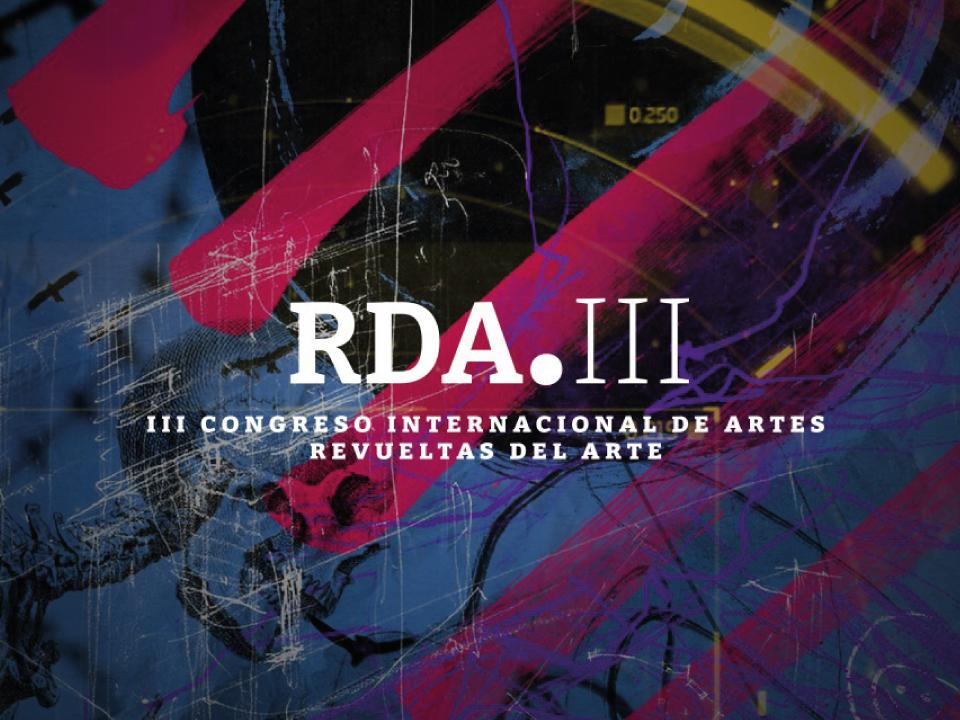 0.250
RDA.III
III CONGRESO INTERNACIONAL DE ARTES
REVUELTAS DEL ARTE